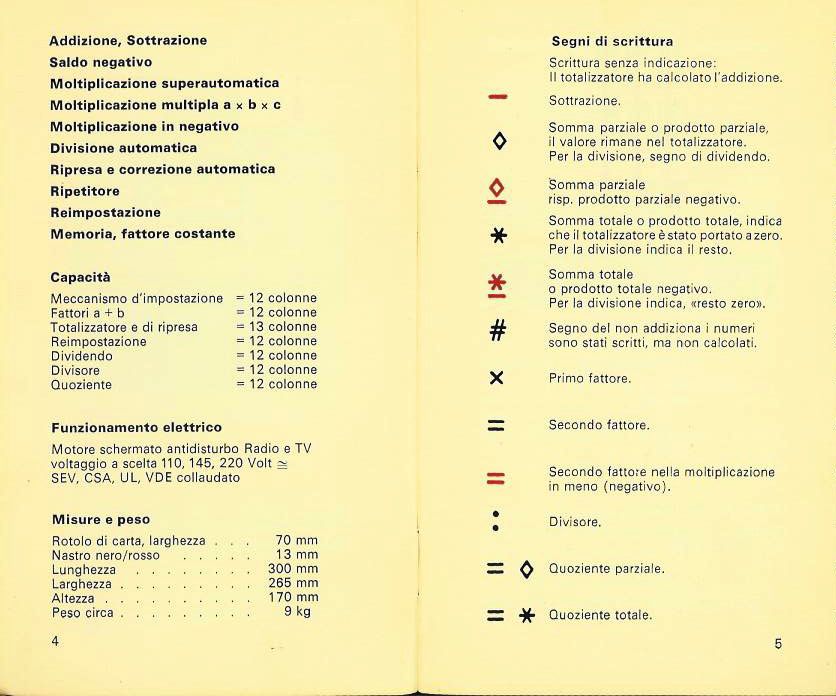 Addizione, Sottrazione
Saldo negativo
Moltiplicazione superautomatica
Moltiplicazione multipla a × b × c
Moltiplicazione in negativo
Divisione automatica
Ripresa e correzione automatica
Ripetitore
Reimpostazione
Memoria, fattore costante
Capacità
Meccanismo d'impostazione = 12 colonne
Fattori a + b = 12 colonne
Totalizzatore e di ripresa = 13 colonne
Reimpostazione = 12 colonne
Dividendo = 12 colonne
Divisore = 12 colonne
Quoziente = 12 colonne
Funzionamento elettrico
Motore schermato antidisturbo Radio e TV
voltaggio a scelta 110, 145, 220 Volt ≅
SEV, CSA, UL, VDE collaudato
Misure e peso
Rotolo di carta, larghezza . . . 70 mm
Nastro nero/rosso . . . . . 13 mm
Lunghezza . . . . . . . . 300 mm
Larghezza . . . . . . . . . 265 mm
Altezza . . . . . . . . . . 170 mm
Peso circa . . . . . . . . . 9 kg
4
Segni di scrittura
Scrittura senza indicazione:
Il totalizzatore ha calcolato l'addizione.
– Sottrazione.
◊ Somma parziale o prodotto parziale,
il valore rimane nel totalizzatore.
Per la divisione, segno di dividendo.
◊ Somma parziale
risp. prodotto parziale negativo.
Somma totale o prodotto totale, indica
* che il totalizzatore è stato portato a zero.
Per la divisione indica il resto.
* Somma totale
o prodotto totale negativo.
Per la divisione indica, «resto zero».
# Segno del non addiziona i numeri
sono stati scritti, ma non calcolati.
× Primo fattore.
= Secondo fattore.
= Secondo fattore nella moltiplicazione
in meno (negativo).
: Divisore.
= ◊ Quoziente parziale.
= * Quoziente totale.
5